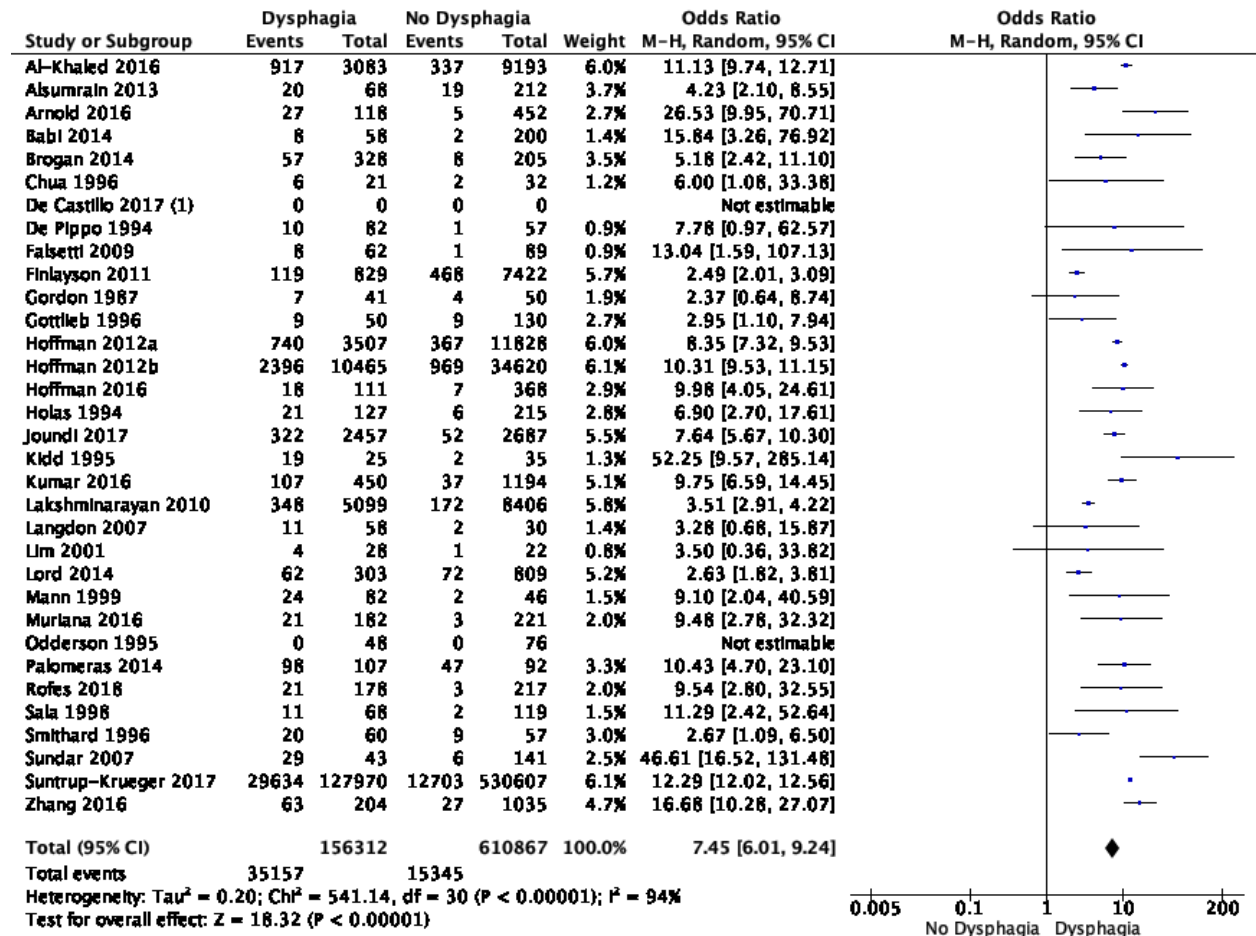 Dysphagia No Dysphagia Odds Ratio Odds Ratio
Study or Subgroup Events Total Events Total Weight M-H, Random, 95% CI M-H, Random, 95% CI
Al-Khaled 2016 917 3083 337 9193 6.0% 11.13 [9.74, 12.71]
Alsumrain 2013 20 68 19 212 3.7% 4.23 [2.10, 8.55]
Arnold 2016 27 118 5 452 2.7% 26.53 [9.95, 70.71]
Babi 2014 8 58 2 200 1.4% 15.84 [3.26, 76.92]
Brogan 2014 57 328 8 205 3.5% 5.18 [2.42, 11.10]
Chua 1996 6 21 2 32 1.2% 6.00 [1.08, 33.38]
De Castillo 2017 (1) 0 0 0 0 Not estimable
De Pippo 1994 10 82 1 57 0.9% 7.78 [0.97, 62.57]
Falsetti 2009 8 62 1 89 0.9% 13.04 [1.59, 107.13]
Finlayson 2011 119 829 468 7422 5.7% 2.49 [2.01, 3.09]
Gordon 1987 7 41 4 50 1.9% 2.37 [0.64, 8.74]
Gottlieb 1996 9 50 9 130 2.7% 2.95 [1.10, 7.94]
Hoffman 2012a 740 3507 367 11828 6.0% 8.35 [7.32, 9.53]
Hoffman 2012b 2396 10465 969 34620 6.1% 10.31 [9.53, 11.15]
Hoffman 2016 18 111 7 368 2.9% 9.98 [4.05, 24.61]
Holas 1994 21 127 6 215 2.8% 6.90 [2.70, 17.61]
Joundi 2017 322 2457 52 2687 5.5% 7.64 [5.67, 10.30]
Kidd 1995 19 25 2 35 1.3% 52.25 [9.57, 285.14]
Kumar 2016 107 450 37 1194 5.1% 9.75 [6.59, 14.45]
Lakshminarayan 2010 348 5099 172 8406 5.8% 3.51 [2.91, 4.22]
Langdon 2007 11 58 2 30 1.4% 3.28 [0.68, 15.87]
Lim 2001 4 28 1 22 0.8% 3.50 [0.36, 33.82]
Lord 2014 62 303 72 809 5.2% 2.63 [1.82, 3.81]
Mann 1999 24 82 2 46 1.5% 9.10 [2.04, 40.59]
Muriana 2016 21 182 3 221 2.0% 9.48 [2.78, 32.32]
Odderson 1995 0 48 0 76 Not estimable
Palomeras 2014 98 107 47 92 3.3% 10.43 [4.70, 23.10]
Rofes 2018 21 178 3 217 2.0% 9.54 [2.80, 32.55]
Sala 1998 11 68 2 119 1.5% 11.29 [2.42, 52.64]
Smithard 1996 20 60 9 57 3.0% 2.67 [1.09, 6.50]
Sundar 2007 29 43 6 141 2.5% 46.61 [16.52, 131.48]
Suntrup-Krueger 2017 29634 127970 12703 530607 6.1% 12.29 [12.02, 12.56]
Zhang 2016 63 204 27 1035 4.7% 16.68 [10.28, 27.07]
Total (95% CI) 156312 610867 100.0% 7.45 [6.01, 9.24]
Total events 35157 15345
Heterogeneity: Tau² = 0.20; Chi² = 541.14, df = 30 (P < 0.00001); I² = 94%
Test for overall effect: Z = 18.32 (P < 0.00001)
0.005 0.1 1 10 200
No Dysphagia Dysphagia